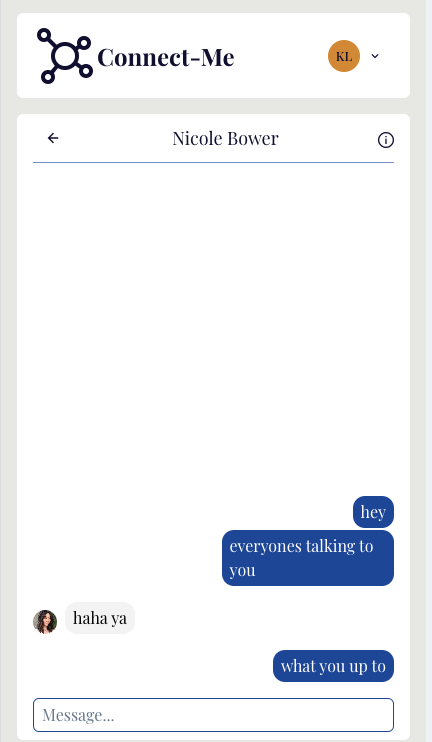 Connect-Me
KL
Nicole Bower
hey
everyones talking to
you
haha ya
what you up to
Message...